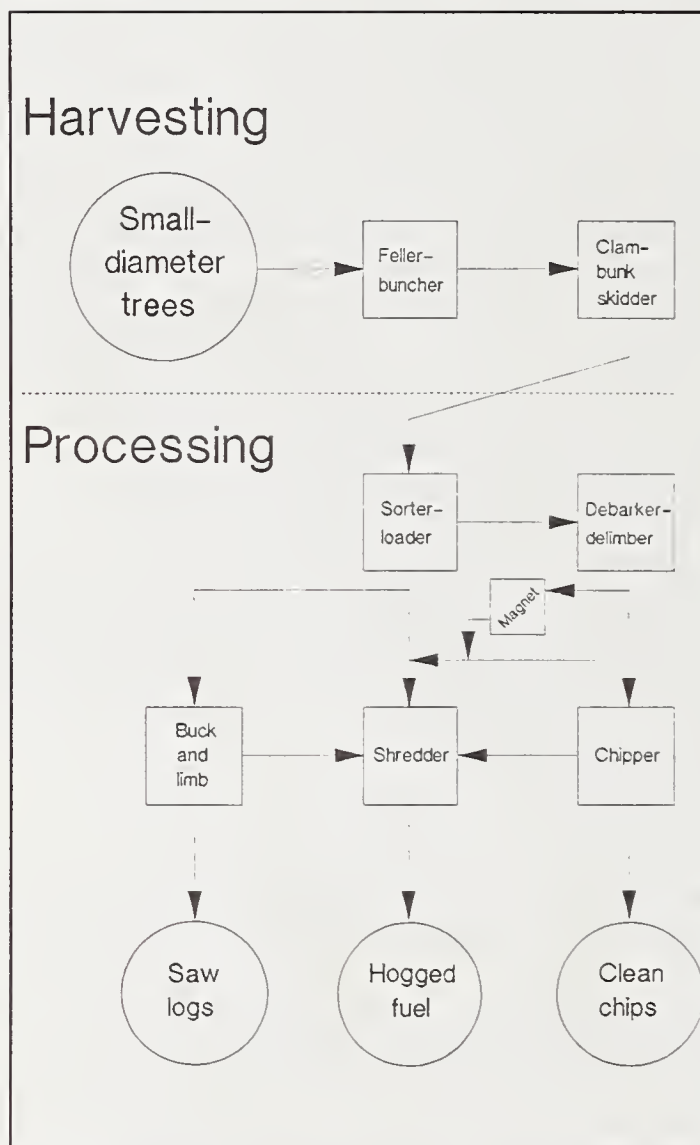 Harvesting
Small-
diameter
trees
Feller-
buncher
Clam-
bunk
skidder
Processing
Sorter-
loader
Debarker-
delimber
Magnet
Buck
and
limb
Shredder
Chipper
Saw
logs
Hogged
fuel
Clean
chips